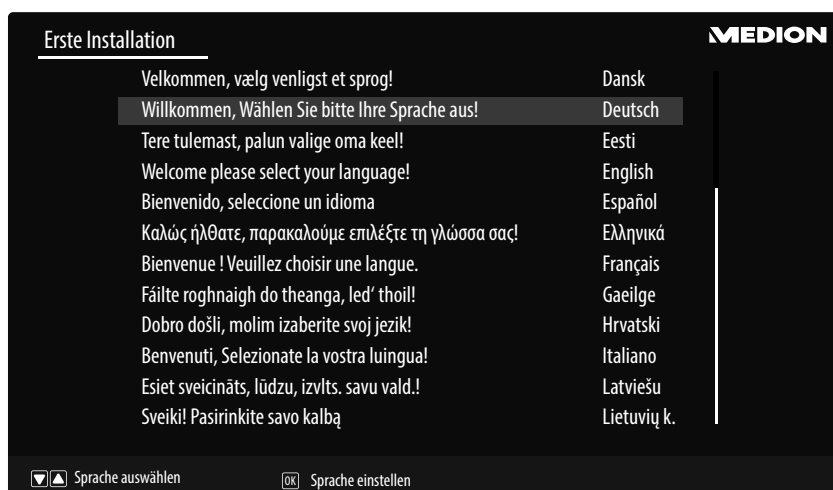 Erste Installation
MEDION
Velkommen, vælg venligst et sprog! Dansk
Willkommen, Wählen Sie bitte Ihre Sprache aus! Deutsch
Tere tulemast, palun valige oma keel! Eesti
Welcome please select your language! English
Bienvenido, seleccione un idioma Español
Καλώς ήλθατε, παρακαλούμε επιλέξτε τη γλώσσα σας! Ελληνικά
Bienvenue ! Veuillez choisir une langue. Français
Fáilte roghnaigh do theanga, led‘ thoil! Gaeilge
Dobro došli, molim izaberite svoj jezik! Hrvatski
Benvenuti, Selezionate la vostra luingua! Italiano
Esiet sveicināts, lūdzu, izvlts. savu vald.! Latviešu
Sveiki! Pasirinkite savo kalbą Lietuvių k.
Sprache auswählen OK Sprache einstellen